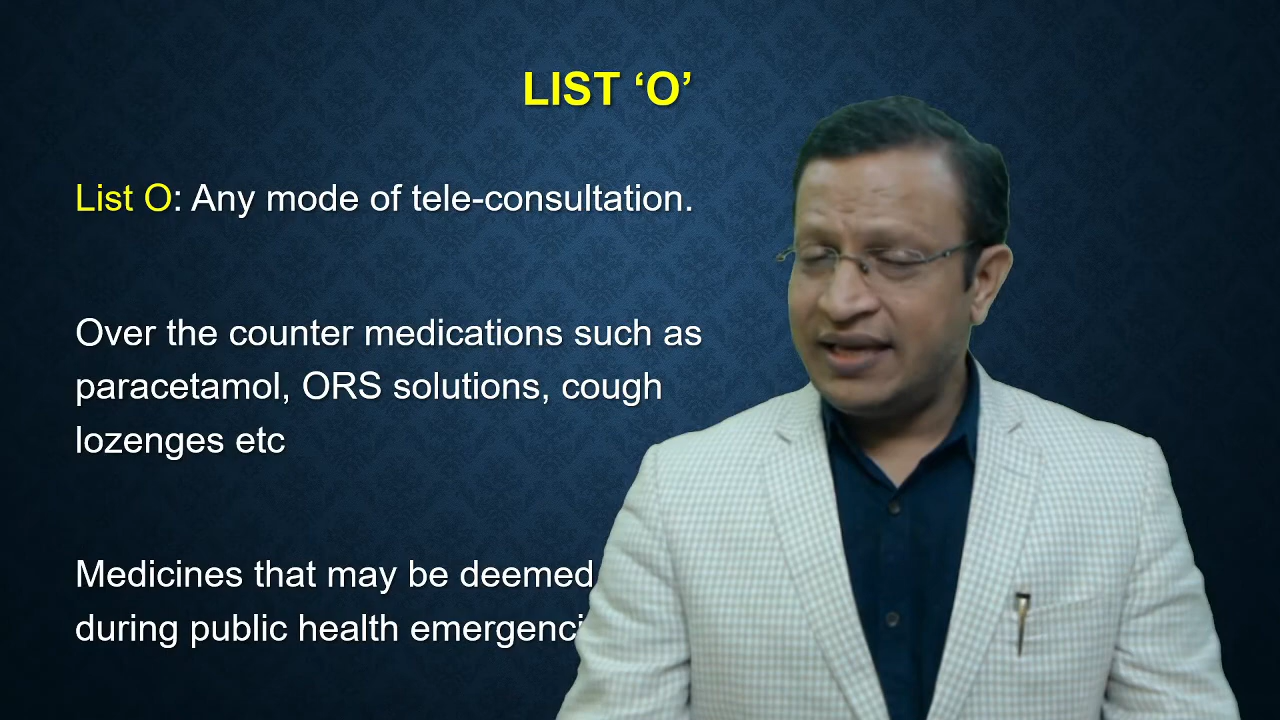 LIST ‘O’
List O: Any mode of tele-consultation.
Over the counter medications such as
paracetamol, ORS solutions, cough
lozenges etc
Medicines that may be deemed
during public health